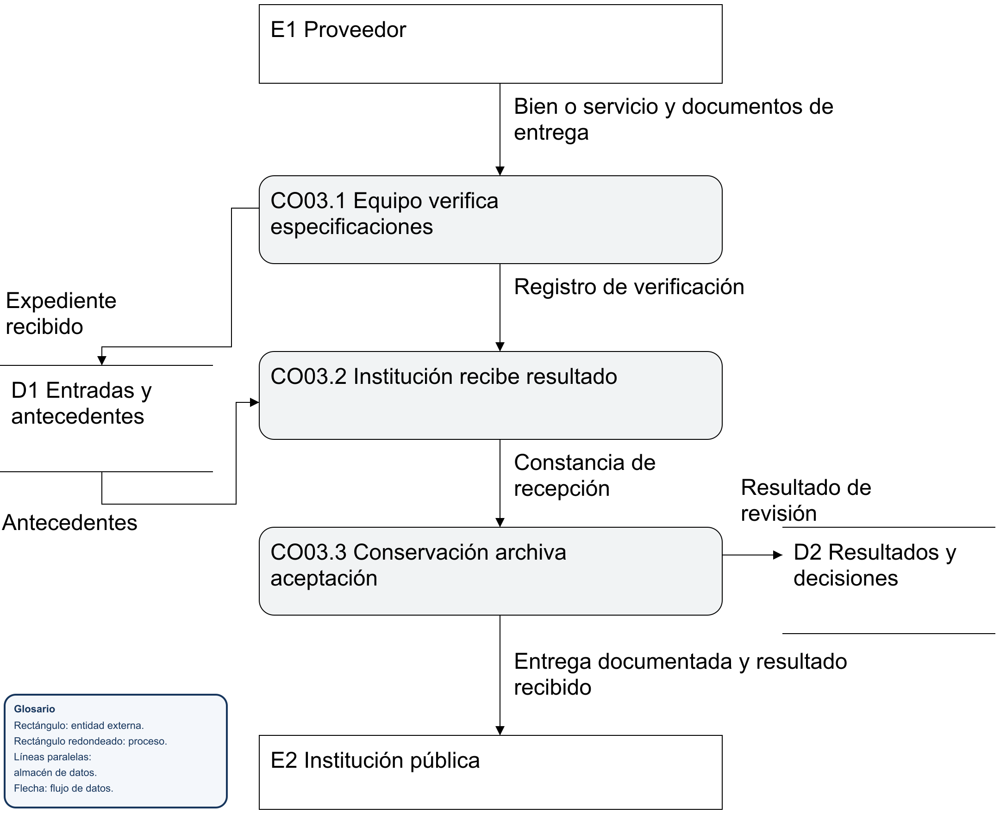 E1 Proveedor
Bien o servicio y documentos de
entrega
CO03.1 Equipo verifica
especificaciones
Registro de verificación
Expediente
recibido
CO03.2 Institución recibe resultado
D1 Entradas y
antecedentes
Constancia de
recepción
Resultado de
revisión
Antecedentes
CO03.3 Conservación archiva
aceptación
D2 Resultados y
decisiones
Entrega documentada y resultado
recibido
Glosario
Rectángulo: entidad externa.
Rectángulo redondeado: proceso.
Líneas paralelas:
almacén de datos.
Flecha: flujo de datos.
E2 Institución pública